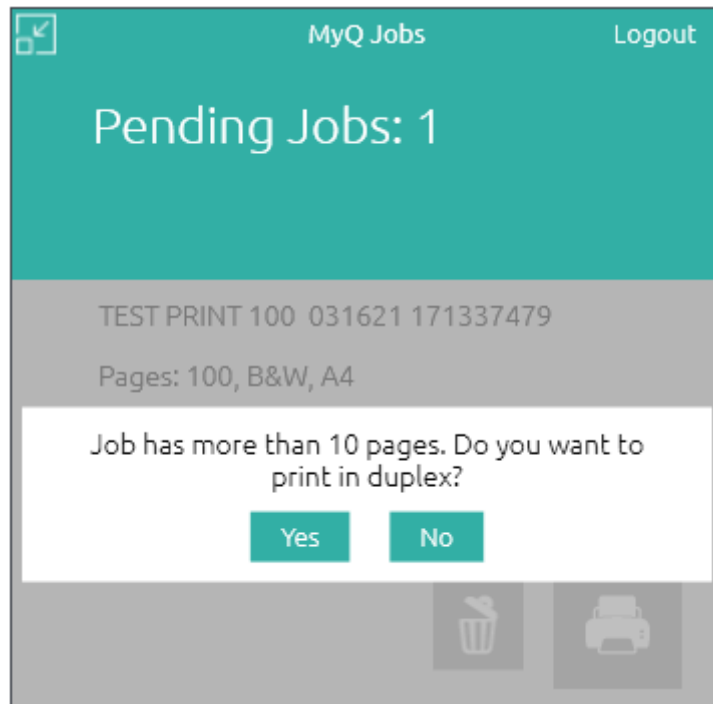 MyQ Jobs Logout
Pending Jobs: 1
TEST PRINT 100 031621 171337479
Pages: 100, B&W, A4
Job has more than 10 pages. Do you want to
print in duplex?
Yes No